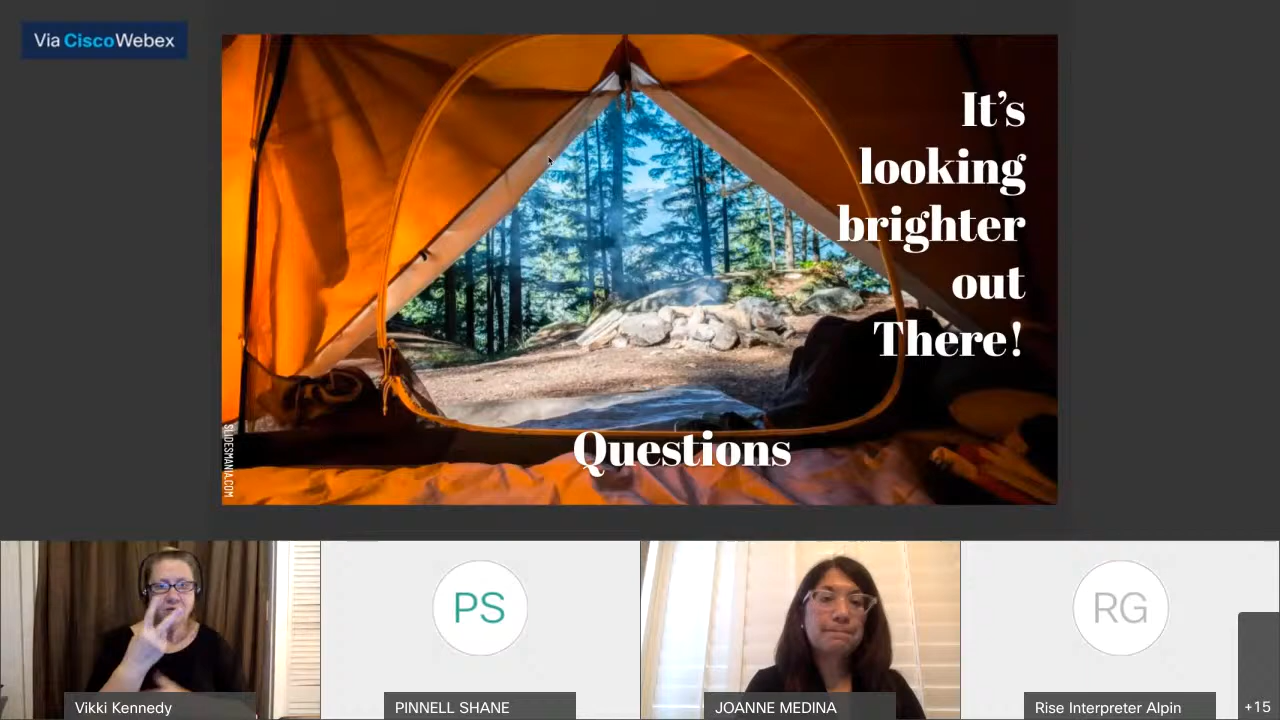 Via CiscoWebex
It's
looking
brighter
out
There!
Questions
SLIDESMANIA.COM
PS
RG
Vikki Kennedy
PINNELL SHANE
JOANNE MEDINA
Rise Interpreter Alpin
+15